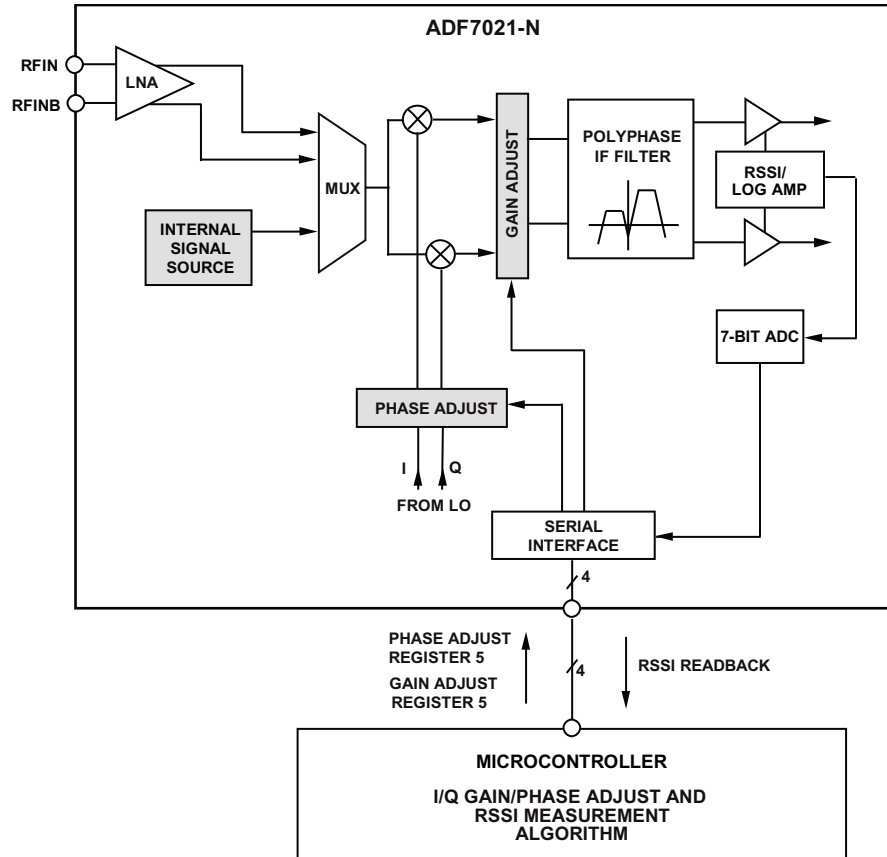 ADF7021-N
RFIN
RFINB
LNA
MUX
INTERNAL
SIGNAL
SOURCE
GAIN ADJUST
POLYPHASE
IF FILTER
RSSI/
LOG AMP
7-BIT ADC
PHASE ADJUST
I
Q
FROM LO
SERIAL
INTERFACE
4
PHASE ADJUST
REGISTER 5
GAIN ADJUST
REGISTER 5
4
RSSI READBACK
MICROCONTROLLER
I/Q GAIN/PHASE ADJUST AND
RSSI MEASUREMENT
ALGORITHM